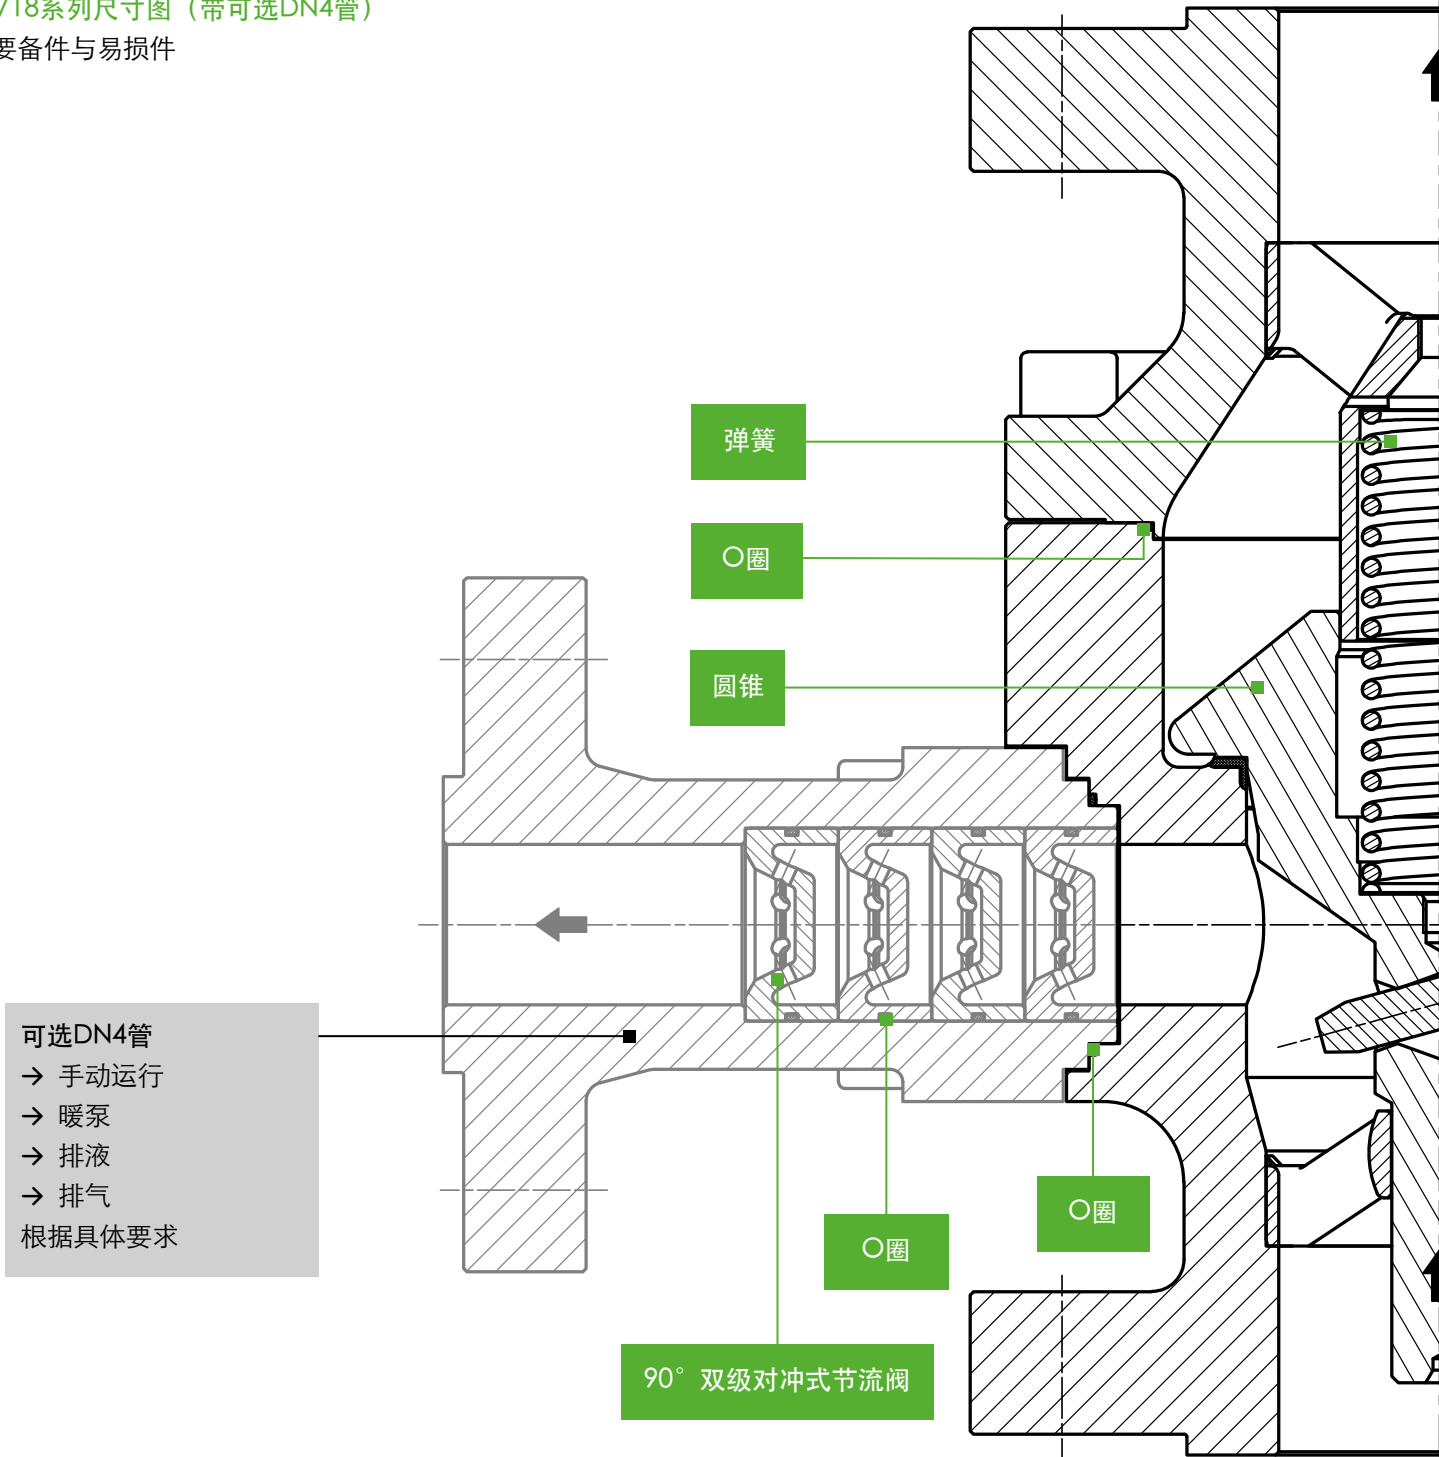 /18系列尺寸图（带可选DN4管）
要备件与易损件
弹簧
O圈
圆锥
可选DN4管
→ 手动运行
→ 暖泵
→ 排液
→ 排气
根据具体要求
O圈
O圈
90°双级对冲式节流阀